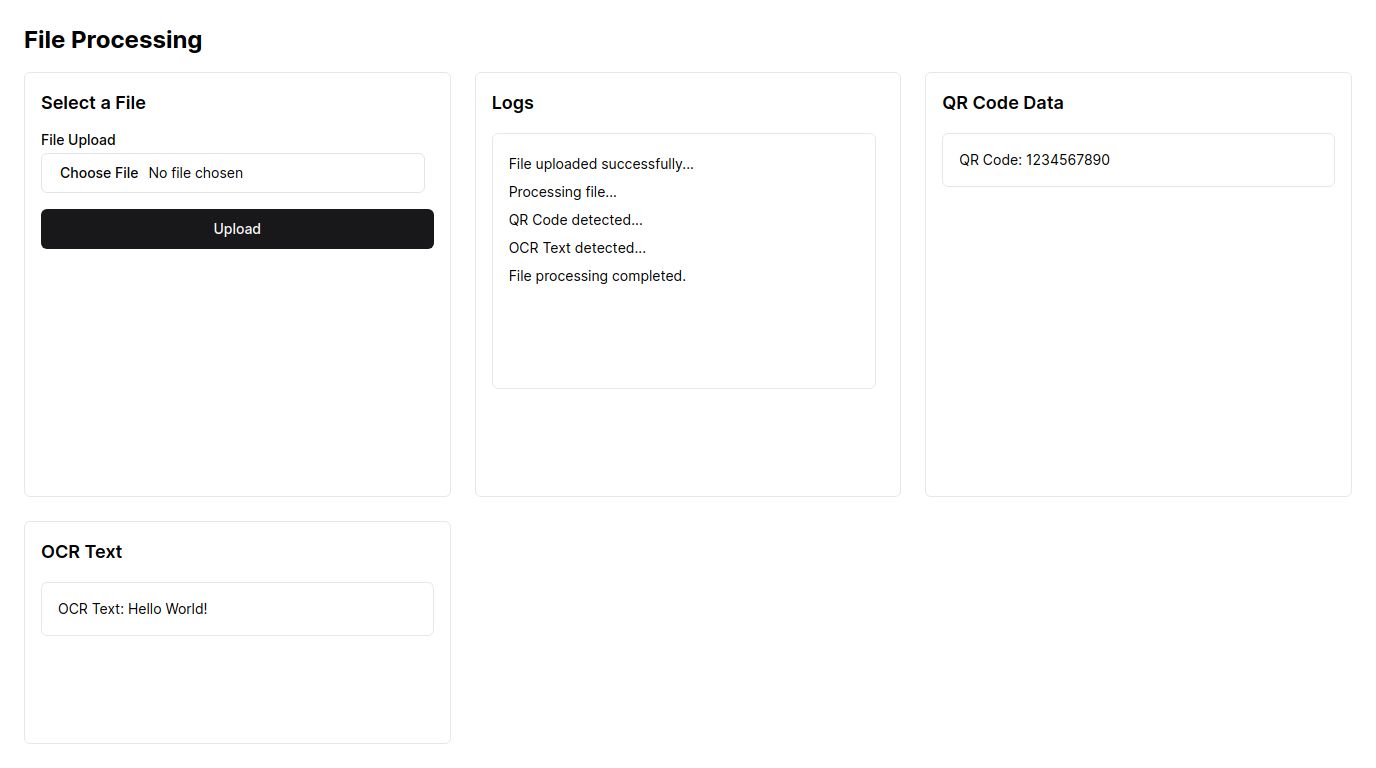 File Processing
Select a File
File Upload
Choose File No file chosen
Upload
Logs
File uploaded successfully...
Processing file...
QR Code detected...
OCR Text detected...
File processing completed.
QR Code Data
QR Code: 1234567890
OCR Text
OCR Text: Hello World!